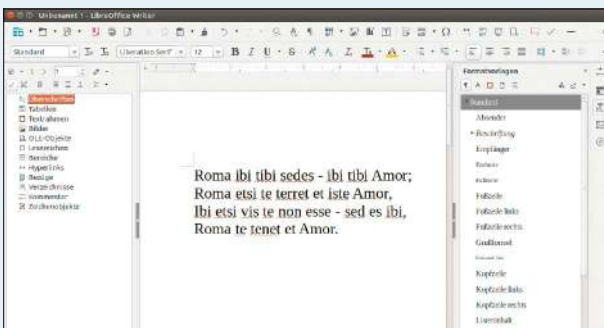 Unbenannt 1 - LibreOffice Writer
Standard
Liberation Serif
12
1
Überschriften
Tabellen
Textrahmen
Bilder
OLE-Objekte
Lesezeichen
Bereiche
Hyperlinks
Bezüge
Verzeichnisse
Kommentar
Zeichenobjekte
Roma ibi tibi sedes - ibi tibi Amor;
Roma etsi te terret et iste Amor,
Ibi etsi vis te non esse - sed es ibi,
Roma te tenet et Amor.
Formatvorlagen
Standard
Absender
Beschriftung
Empfänger
Fußzeile
Fußzeile links
Fußzeile rechts
Grußformel
Kopfzeile
Kopfzeile links
Kopfzeile rechts
Listeninhalt